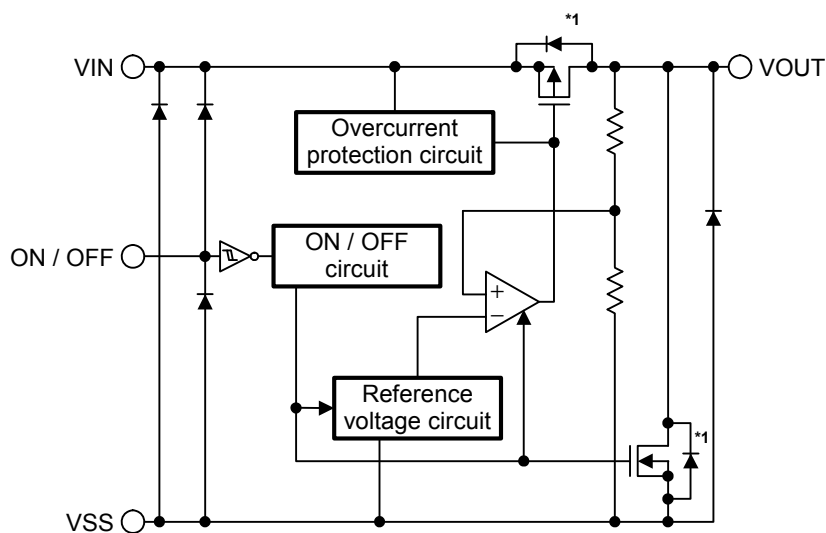 *1
VIN
VOUT
Overcurrent
protection circuit
ON / OFF
ON / OFF
circuit
+
−
Reference
voltage circuit
*1
VSS